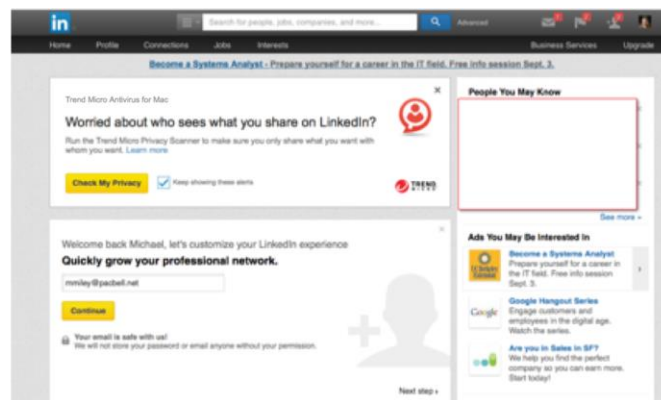 in
Search for people, jobs, companies, and more...
Advanced
Home Profile Connections Jobs Interests Business Services Upgrade
Become a Systems Analyst - Prepare yourself for a career in the IT field. Free info session Sept. 3.
Trend Micro Antivirus for Mac
Worried about who sees what you share on LinkedIn?
Run the Trend Micro Privacy Scanner to make sure you only share what you want with
whom you want. Learn more
Check My Privacy
Keep showing these alerts
TREND
MICRO
Welcome back Michael, let's customize your LinkedIn experience
Quickly grow your professional network.
mmiley@pacbell.net
Continue
Your email is safe with us!
We will not store your password or email anyone without your permission.
Next step ›
People You May Know
See more »
Ads You May Be Interested In
Become a Systems Analyst
Prepare yourself for a career in
the IT field. Free info session
Sept. 3.
Google
Google Hangout Series
Engage customers and
employees in the digital age.
Watch the series.
Are you in Sales in SF?
We help you find the perfect
company so you can earn more.
Start today!